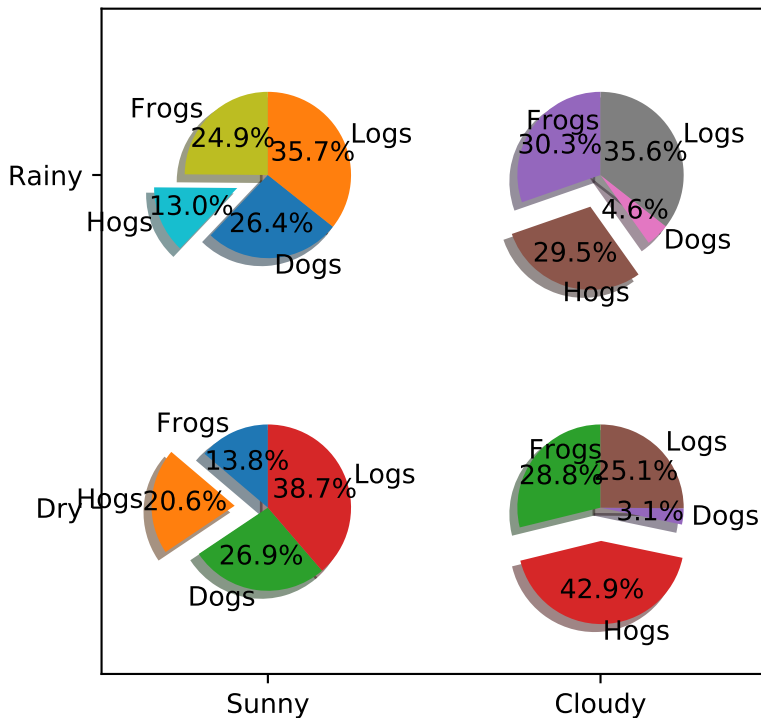 Frogs
24.9%
35.7%
Logs
Hogs
13.0%
26.4%
Dogs
Frogs
30.3%
35.6%
Logs
4.6%
Dogs
29.5%
Hogs
Rainy
Frogs
13.8%
38.7%
Logs
Hogs
20.6%
26.9%
Dogs
Frogs
28.8%
25.1%
Logs
3.1%
Dogs
42.9%
Hogs
Dry
Sunny
Cloudy